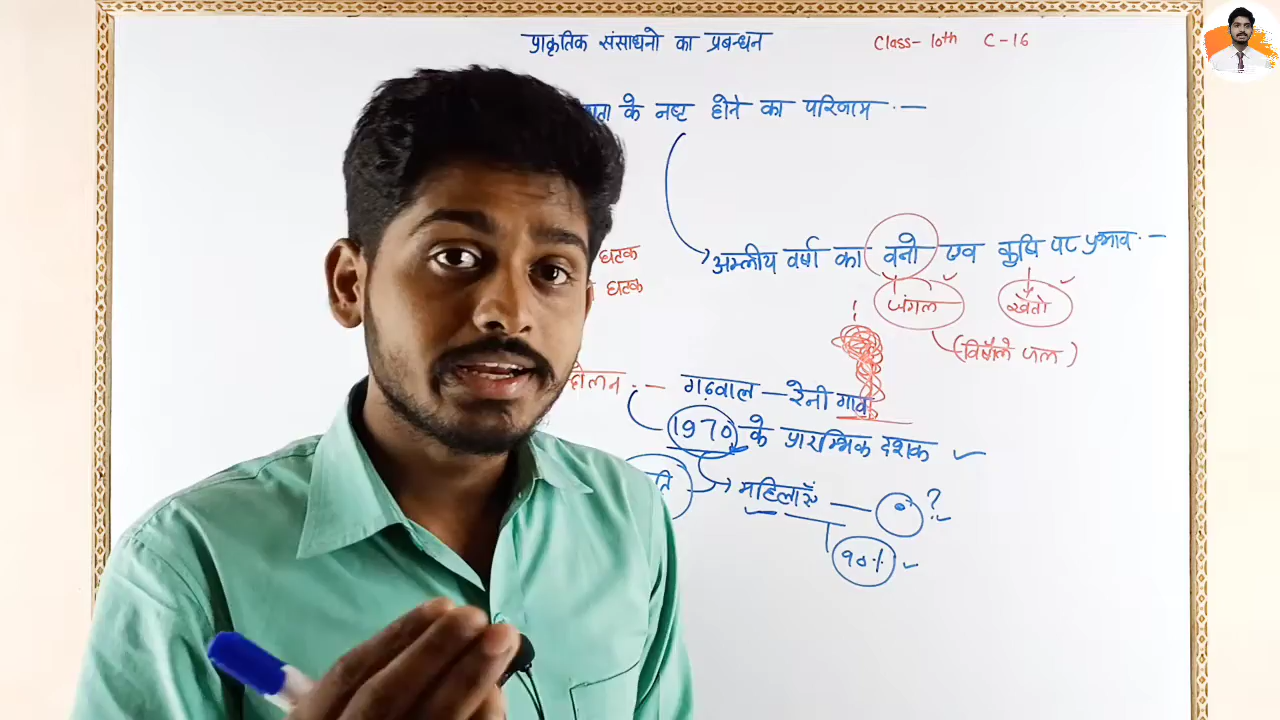 प्राकृतिक संसाधनो का प्रबन्धन
Class- 10th C-16
के नष्ट होने का परिणाम :-
अम्लीय वर्षा का वनो एव कृषि पर प्रभाव :-
घटक
घटक
जंगल
खेतो
(विषैले जल)
गढ़वाल - रेनी गाव
1970 के प्रारम्भिक दशक
महिलाएँ - ?
90%